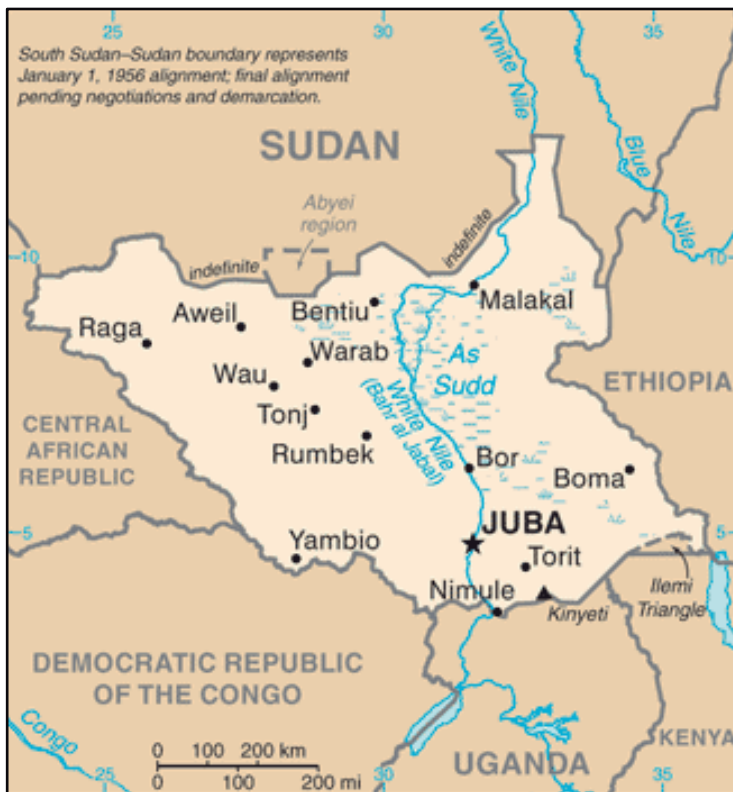 25
30
35
South Sudan–Sudan boundary represents
January 1, 1956 alignment; final alignment
pending negotiations and demarcation.
White
Nile
SUDAN
Blue
Nile
Abyei
region
10
10
indefinite
indefinite
Bentiu
Malakal
Aweil
Raga
Warab
As
Sudd
Wau
ETHIOPIA
White Nile
(Bahr al Jabal)
Tonj
CENTRAL
AFRICAN
REPUBLIC
Rumbek
Bor
Boma
JUBA
5
5
Yambio
Torit
Nimule
Kinyeti
Ilemi
Triangle
DEMOCRATIC REPUBLIC
OF THE CONGO
Congo
KENYA
UGANDA
0 100 200 km
0 100 200 mi
25
30
35